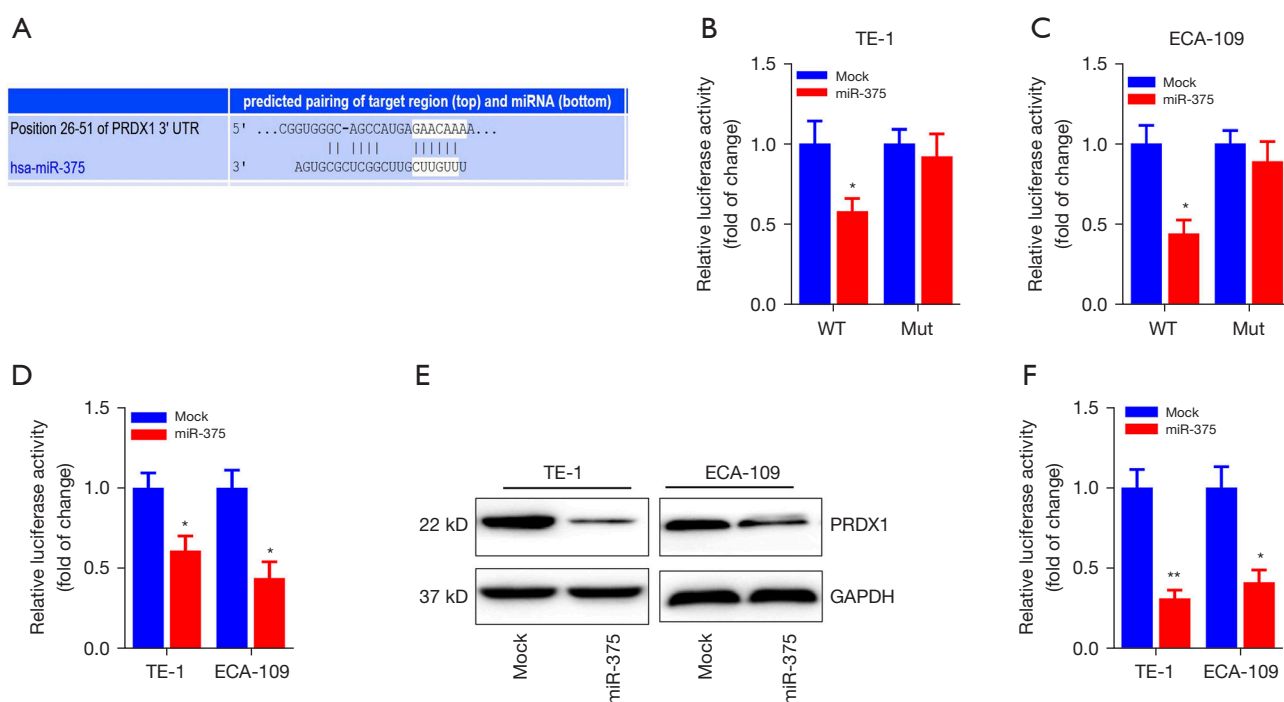 A
predicted pairing of target region (top) and miRNA (bottom)
Position 26-51 of PRDX1 3' UTR 5' ...CGGUGGGC-AGCCAUGAGAACAAAA...
hsa-miR-375 3' AGUGCGCUCGGCUUGCUUGUUU
B
TE-1
Relative luciferase activity
(fold of change)
1.5
1.0
0.5
0.0
Mock
miR-375
*
WT Mut
C
ECA-109
Relative luciferase activity
(fold of change)
1.5
1.0
0.5
0.0
Mock
miR-375
*
WT Mut
D
Relative luciferase activity
(fold of change)
1.5
1.0
0.5
0.0
Mock
miR-375
* *
TE-1 ECA-109
E
TE-1 ECA-109
22 kD PRDX1
37 kD GAPDH
Mock miR-375 Mock miR-375
F
Relative luciferase activity
(fold of change)
1.5
1.0
0.5
0.0
Mock
miR-375
** *
TE-1 ECA-109